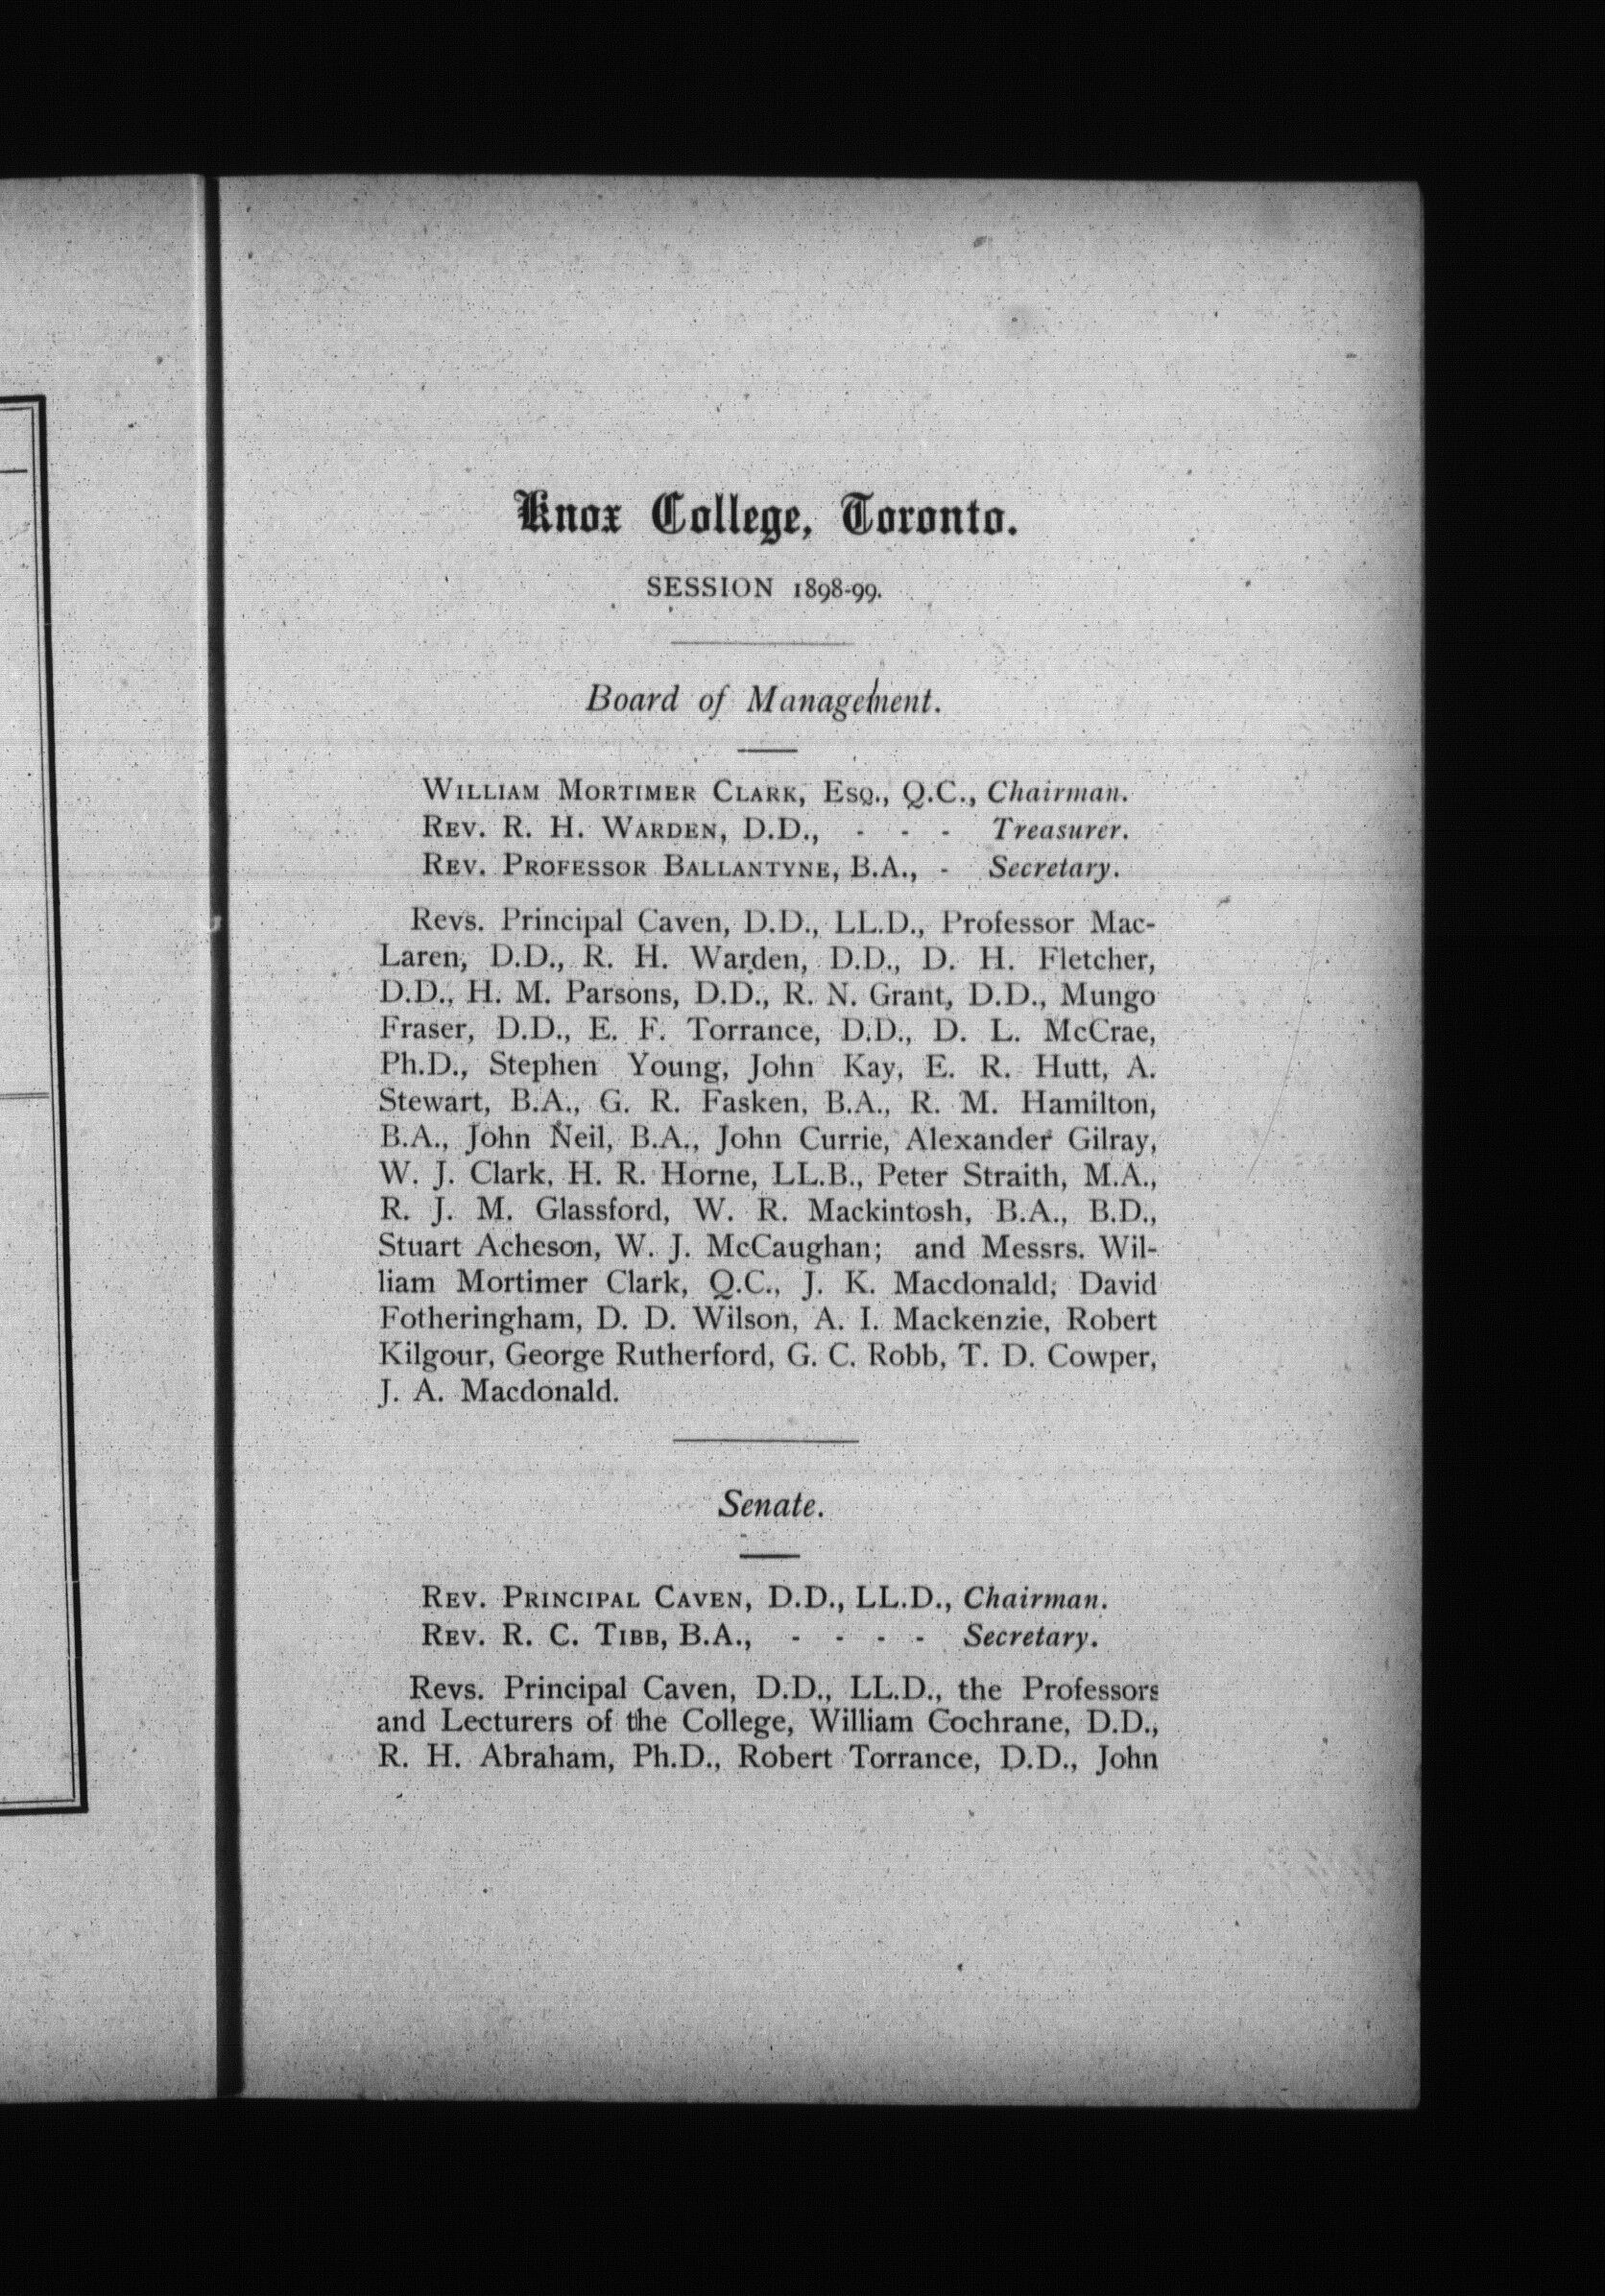 Knox College, Toronto.
SESSION 1898-99.
Board of Management.
WILLIAM MORTIMER CLARK, ESQ., Q.C., Chairman.
REV. R. H. WARDEN, D.D., - - - Treasurer.
REV. PROFESSOR BALLANTYNE, B.A., - Secretary.
Revs. Principal Caven, D.D., LL.D., Professor Mac-
Laren, D.D., R. H. Warden, D.D., D. H. Fletcher,
D.D., H. M. Parsons, D.D., R. N. Grant, D.D., Mungo
Fraser, D.D., E. F. Torrance, D.D., D. L. McCrae,
Ph.D., Stephen Young, John Kay, E. R. Hutt, A.
Stewart, B.A., G. R. Fasken, B.A., R. M. Hamilton,
B.A., John Neil, B.A., John Currie, Alexander Gilray,
W. J. Clark, H. R. Horne, LL.B., Peter Straith, M.A.,
R. J. M. Glassford, W. R. Mackintosh, B.A., B.D.,
Stuart Acheson, W. J. McCaughan; and Messrs. Wil-
liam Mortimer Clark, Q.C., J. K. Macdonald; David
Fotheringham, D. D. Wilson, A. I. Mackenzie, Robert
Kilgour, George Rutherford, G. C. Robb, T. D. Cowper,
J. A. Macdonald.
Senate.
REV. PRINCIPAL CAVEN, D.D., LL.D., Chairman.
REV. R. C. TIBB, B.A., - - - - Secretary.
Revs. Principal Caven, D.D., LL.D., the Professors
and Lecturers of the College, William Cochrane, D.D.,
R. H. Abraham, Ph.D., Robert Torrance, D.D., John